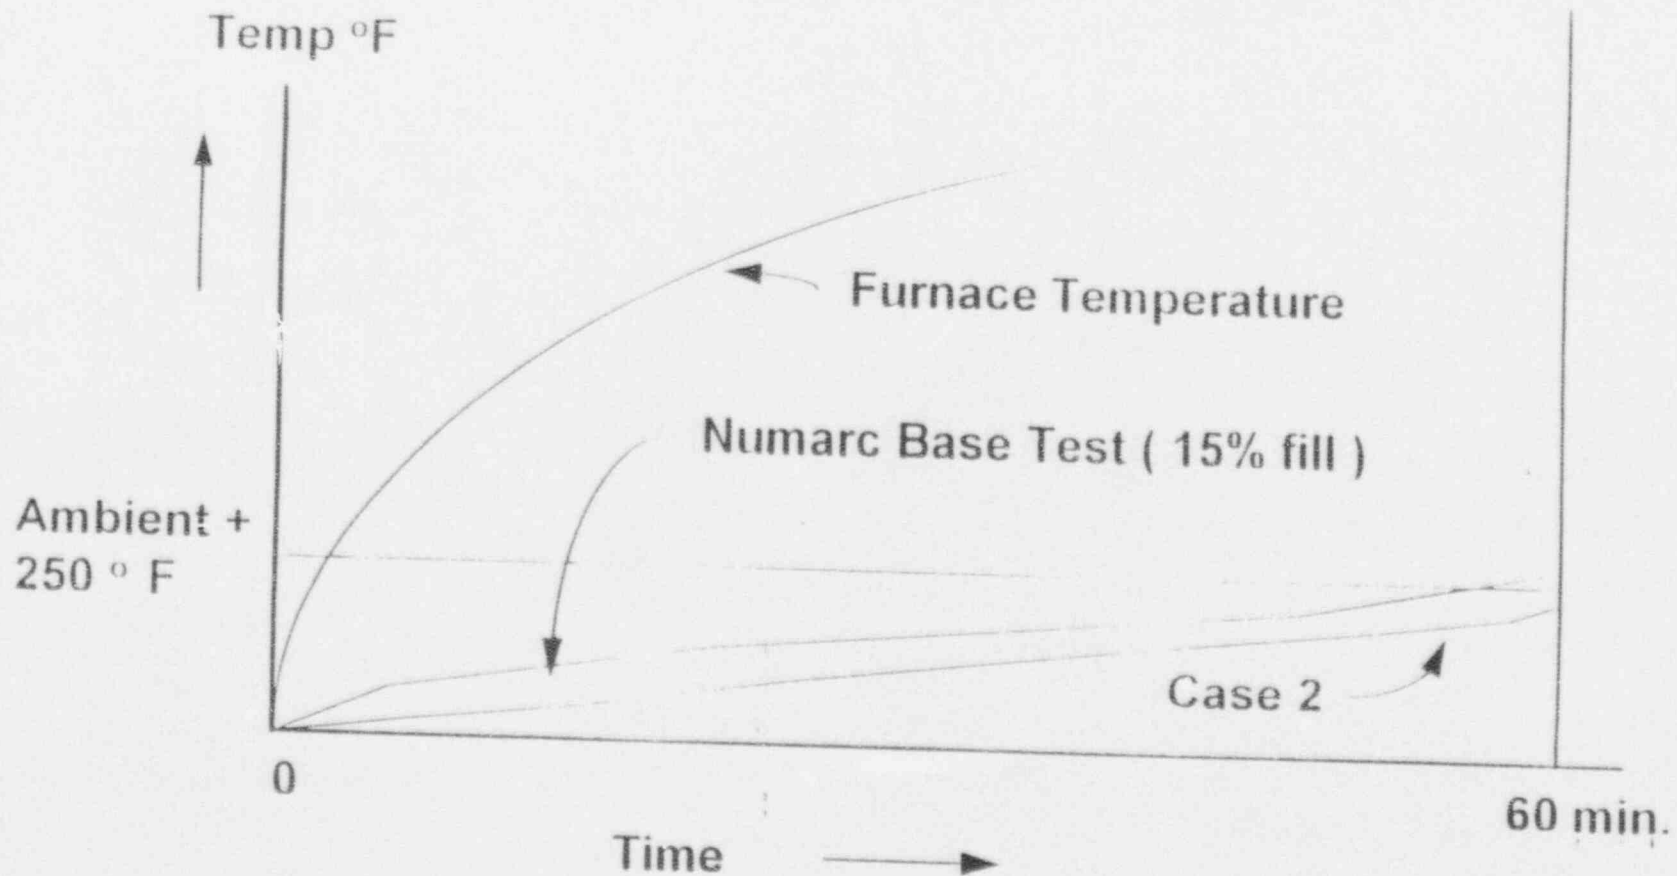 Temp °F
Furnace Temperature
Numarc Base Test ( 15% fill )
Ambient +
250 ° F
Case 2
0
60 min.
Time